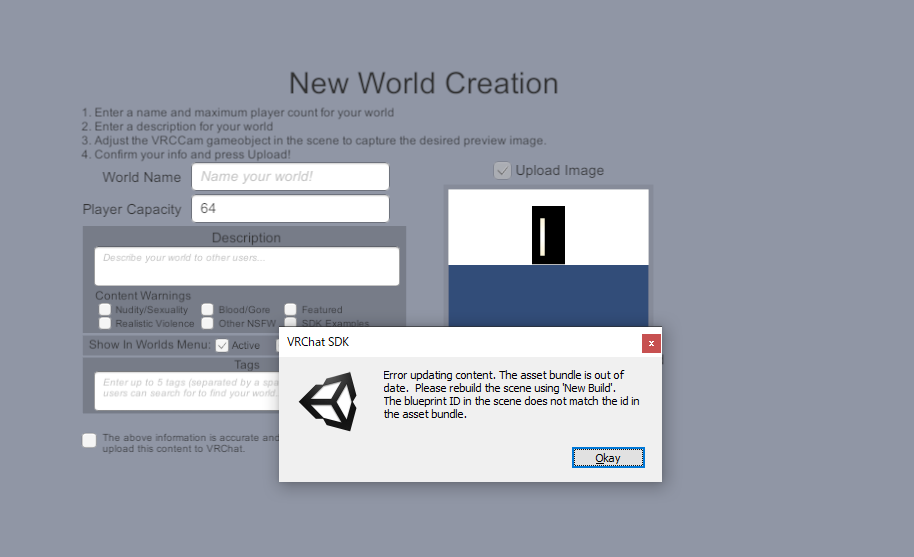 New World Creation
1. Enter a name and maximum player count for your world
2. Enter a description for your world
3. Adjust the VRCCam gameobject in the scene to capture the desired preview image.
4. Confirm your info and press Upload!
World Name
Name your world!
Upload Image
Player Capacity
64
Description
Describe your world to other users...
Content Warnings
Nudity/Sexuality
Blood/Gore
Featured
Realistic Violence
Other NSFW
SDK Examples
Show In Worlds Menu:
Active
Tags
Enter up to 5 tags (separated by a
users can search for to find your world.
The above information is accurate and
upload this content to VRChat.
VRChat SDK
x
Error updating content. The asset bundle is out of
date. Please rebuild the scene using 'New Build'.
The blueprint ID in the scene does not match the id in
the asset bundle.
Okay